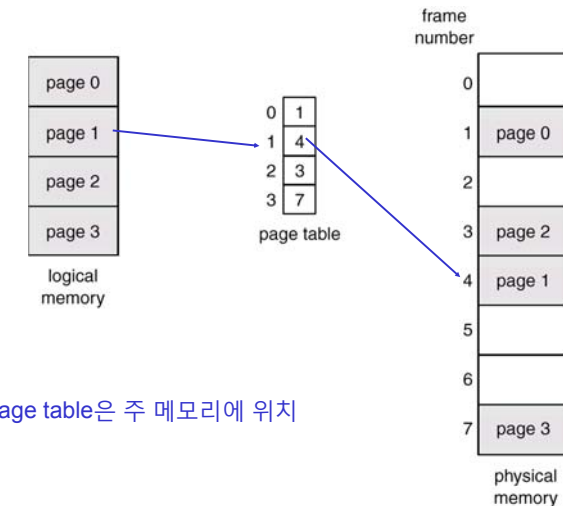 frame
number
page 0
page 1
page 2
page 3
logical
memory
0 1
1 4
2 3
3 7
page table
0
1 page 0
2
3 page 2
4 page 1
5
6
7 page 3
physical
memory
age table은 주 메모리에 위치